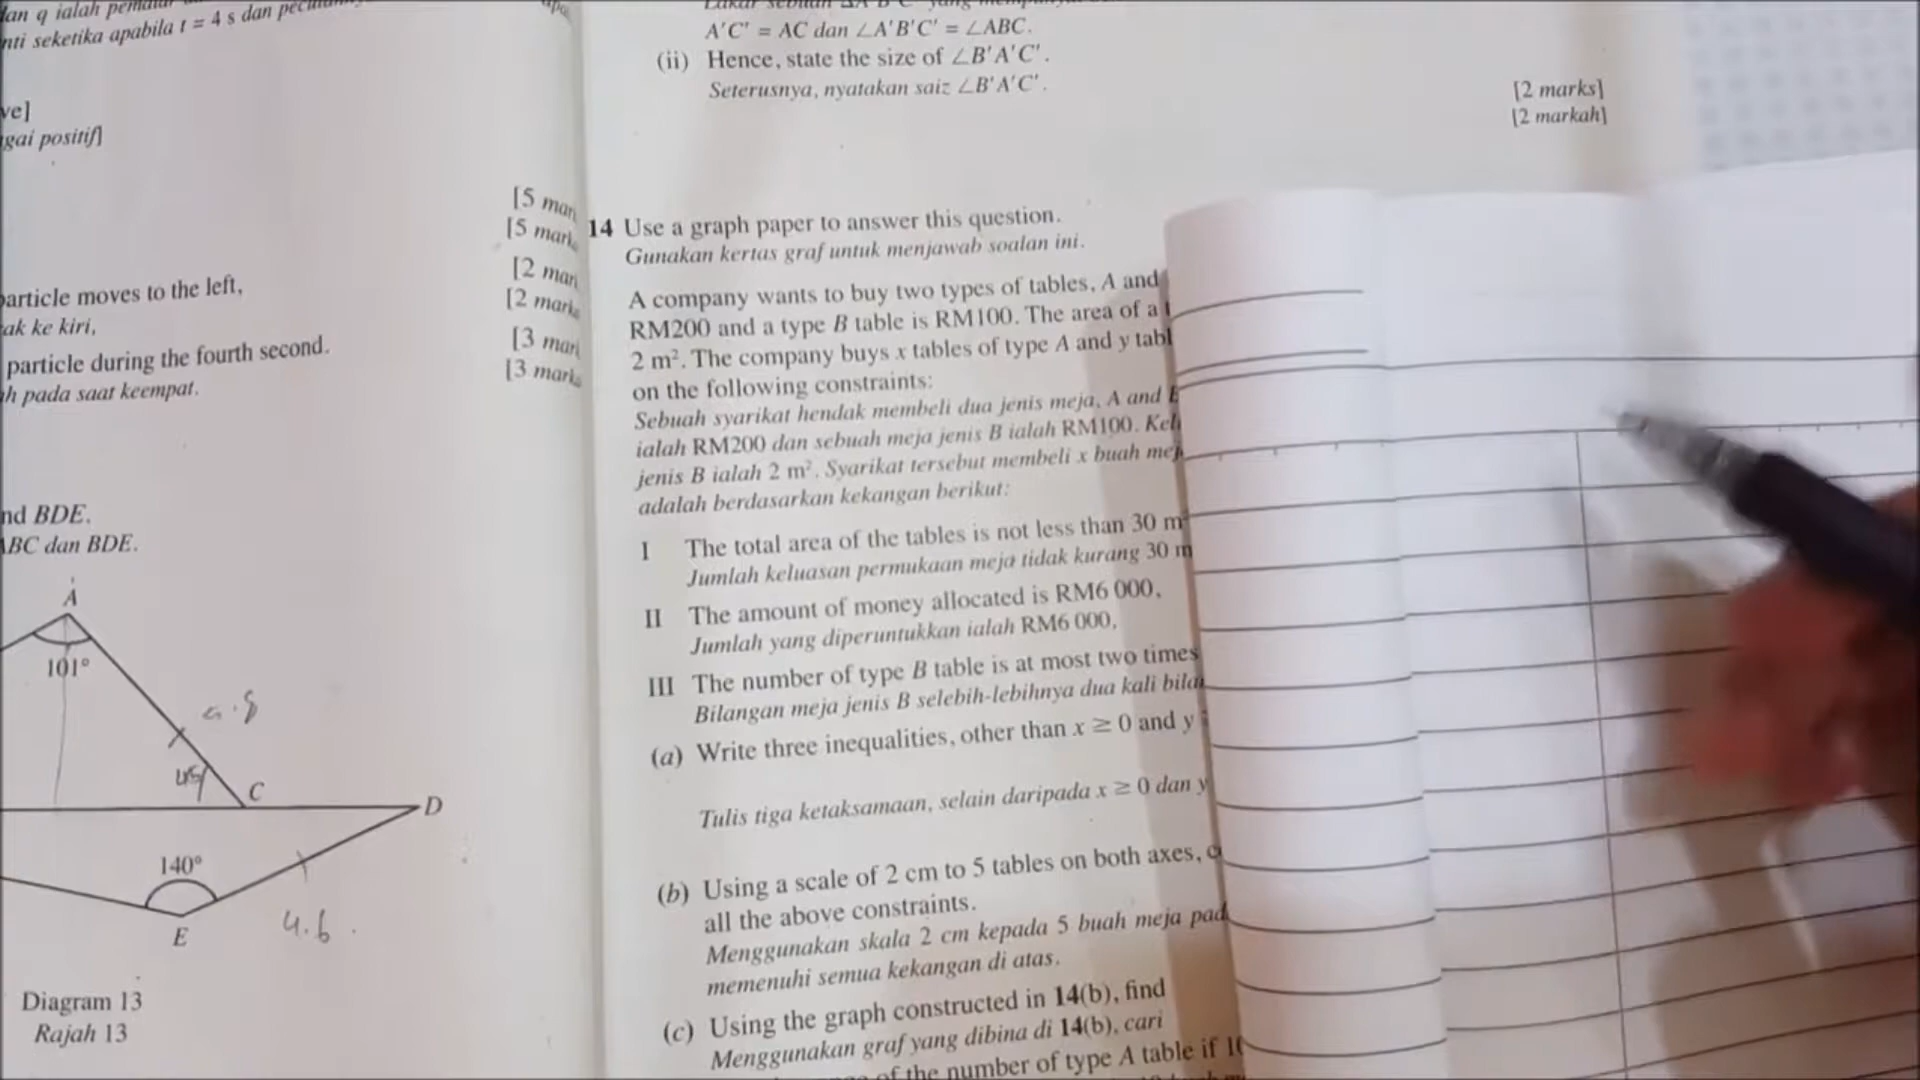 dan q ialah
nti seketika apabila t = 4 s dan
ve]
gai positif]
[5
[5
[2
[2
particle moves to the left,
ak ke kiri,
[3
particle during the fourth second.
[3
h pada saat keempat.
nd BDE.
ABC dan BDE.
A
101°
C
D
140°
E
4.6
Diagram 13
Rajah 13
A'C' = AC dan ∠A'B'C' = ∠ABC.
(ii) Hence, state the size of ∠B'A'C'.
Seterusnya, nyatakan saiz ∠B'A'C'.
[2 marks]
[2 markah]
14 Use a graph paper to answer this question.
Gunakan kertas graf untuk menjawab soalan ini.
A company wants to buy two types of tables, A and
RM200 and a type B table is RM100. The area of a
2 m². The company buys x tables of type A and y
on the following constraints:
Sebuah syarikat hendak membeli dua jenis meja, A and
ialah RM200 dan sebuah meja jenis B ialah RM100.
jenis B ialah 2 m². Syarikat tersebut membeli x buah
adalah berdasarkan kekangan berikut:
I The total area of the tables is not less than 30 m²
Jumlah keluasan permukaan meja tidak kurang 30 m
II The amount of money allocated is RM6 000,
Jumlah yang diperuntukkan ialah RM6 000,
III The number of type B table is at most two times
Bilangan meja jenis B selebih-lebihnya dua kali
(a) Write three inequalities, other than x ≥ 0 and y
Tulis tiga ketaksamaan, selain daripada x ≥ 0 dan y
(b) Using a scale of 2 cm to 5 tables on both axes,
all the above constraints.
Menggunakan skala 2 cm kepada 5 buah meja
memenuhi semua kekangan di atas.
(c) Using the graph constructed in 14(b), find
Menggunakan graf yang dibina di 14(b), cari
of the number of type A table if